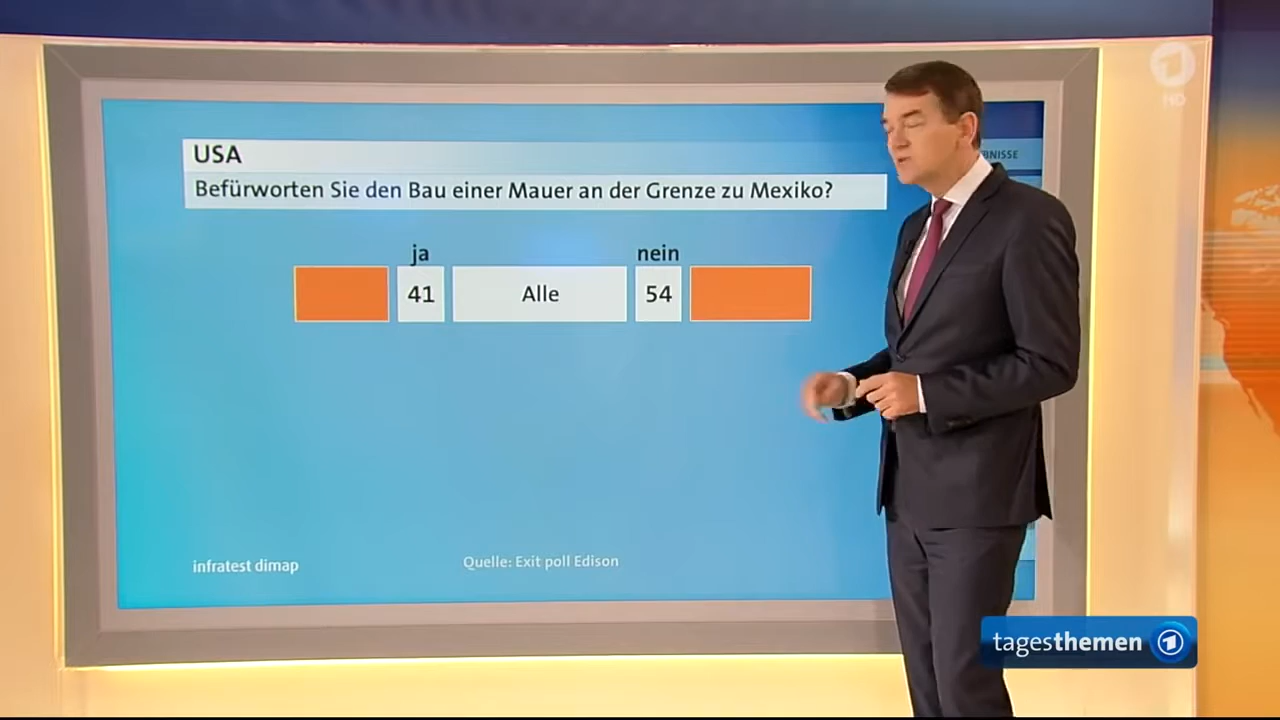 HD
USA
BNISSE
Befürworten Sie den Bau einer Mauer an der Grenze zu Mexiko?
ja
nein
41
Alle
54
infratest dimap
Quelle: Exit poll Edison
tagesthemen